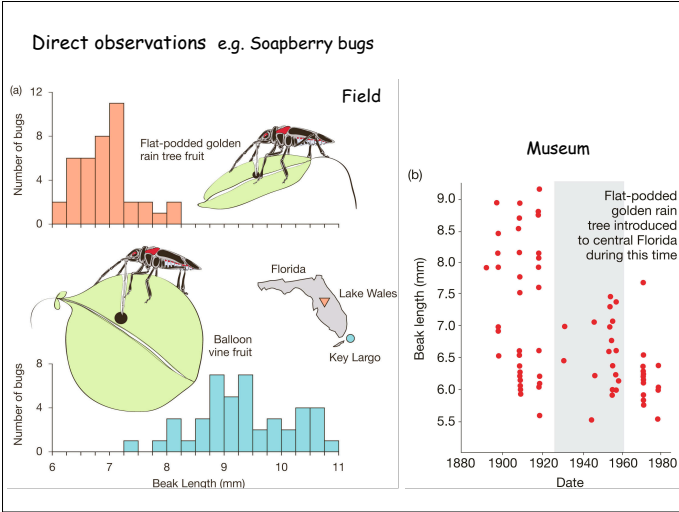 Direct observations e.g. Soapberry bugs
(a)
Field
Number of bugs
12
8
4
0
Flat-podded golden
rain tree fruit
Florida
Lake Wales
Key Largo
Balloon
vine fruit
Number of bugs
8
4
0
6 7 8 9 10 11
Beak Length (mm)
Museum
(b)
Flat-podded
golden rain
tree introduced
to central Florida
during this time
Beak length (mm)
9.0
8.5
8.0
7.0
6.5
6.0
5.5
1880 1900 1920 1940 1960 1980
Date